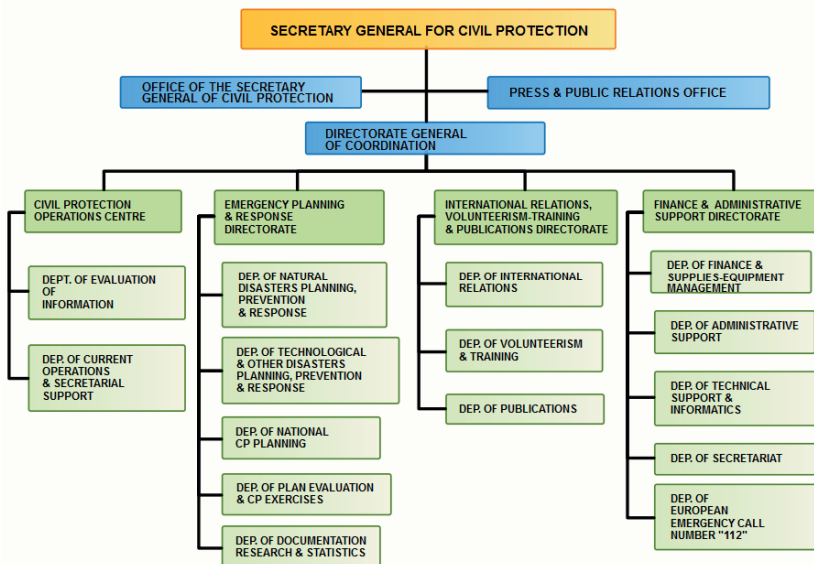 SECRETARY GENERAL FOR CIVIL PROTECTION
OFFICE OF THE SECRETARY
GENERAL OF CIVIL PROTECTION
PRESS & PUBLIC RELATIONS OFFICE
DIRECTORATE GENERAL
OF COORDINATION
CIVIL PROTECTION
OPERATIONS CENTRE
DEPT. OF EVALUATION
OF
INFORMATION
DEP. OF CURRENT
OPERATIONS
& SECRETARIAL
SUPPORT
EMERGENCY PLANNING
& RESPONSE
DIRECTORATE
DEP. OF NATURAL
DISASTERS PLANNING,
PREVENTION
& RESPONSE
DEP. OF TECHNOLOGICAL
& OTHER DISASTERS
PLANNING, PREVENTION
& RESPONSE
DEP. OF NATIONAL
CP PLANNING
DEP. OF PLAN EVALUATION
& CP EXERCISES
DEP. OF DOCUMENTATION
RESEARCH & STATISTICS
INTERNATIONAL RELATIONS,
VOLUNTEERISM-TRAINING
& PUBLICATIONS DIRECTORATE
DEP. OF INTERNATIONAL
RELATIONS
DEP. OF VOLUNTEERISM
& TRAINING
DEP. OF PUBLICATIONS
FINANCE & ADMINISTRATIVE
SUPPORT DIRECTORATE
DEP. OF FINANCE &
SUPPLIES-EQUIPMENT
MANAGEMENT
DEP. OF ADMINISTRATIVE
SUPPORT
DEP. OF TECHNICAL
SUPPORT &
INFORMATICS
DEP. OF SECRETARIAT
DEP. OF
EUROPEAN
EMERGENCY CALL
NUMBER "112"